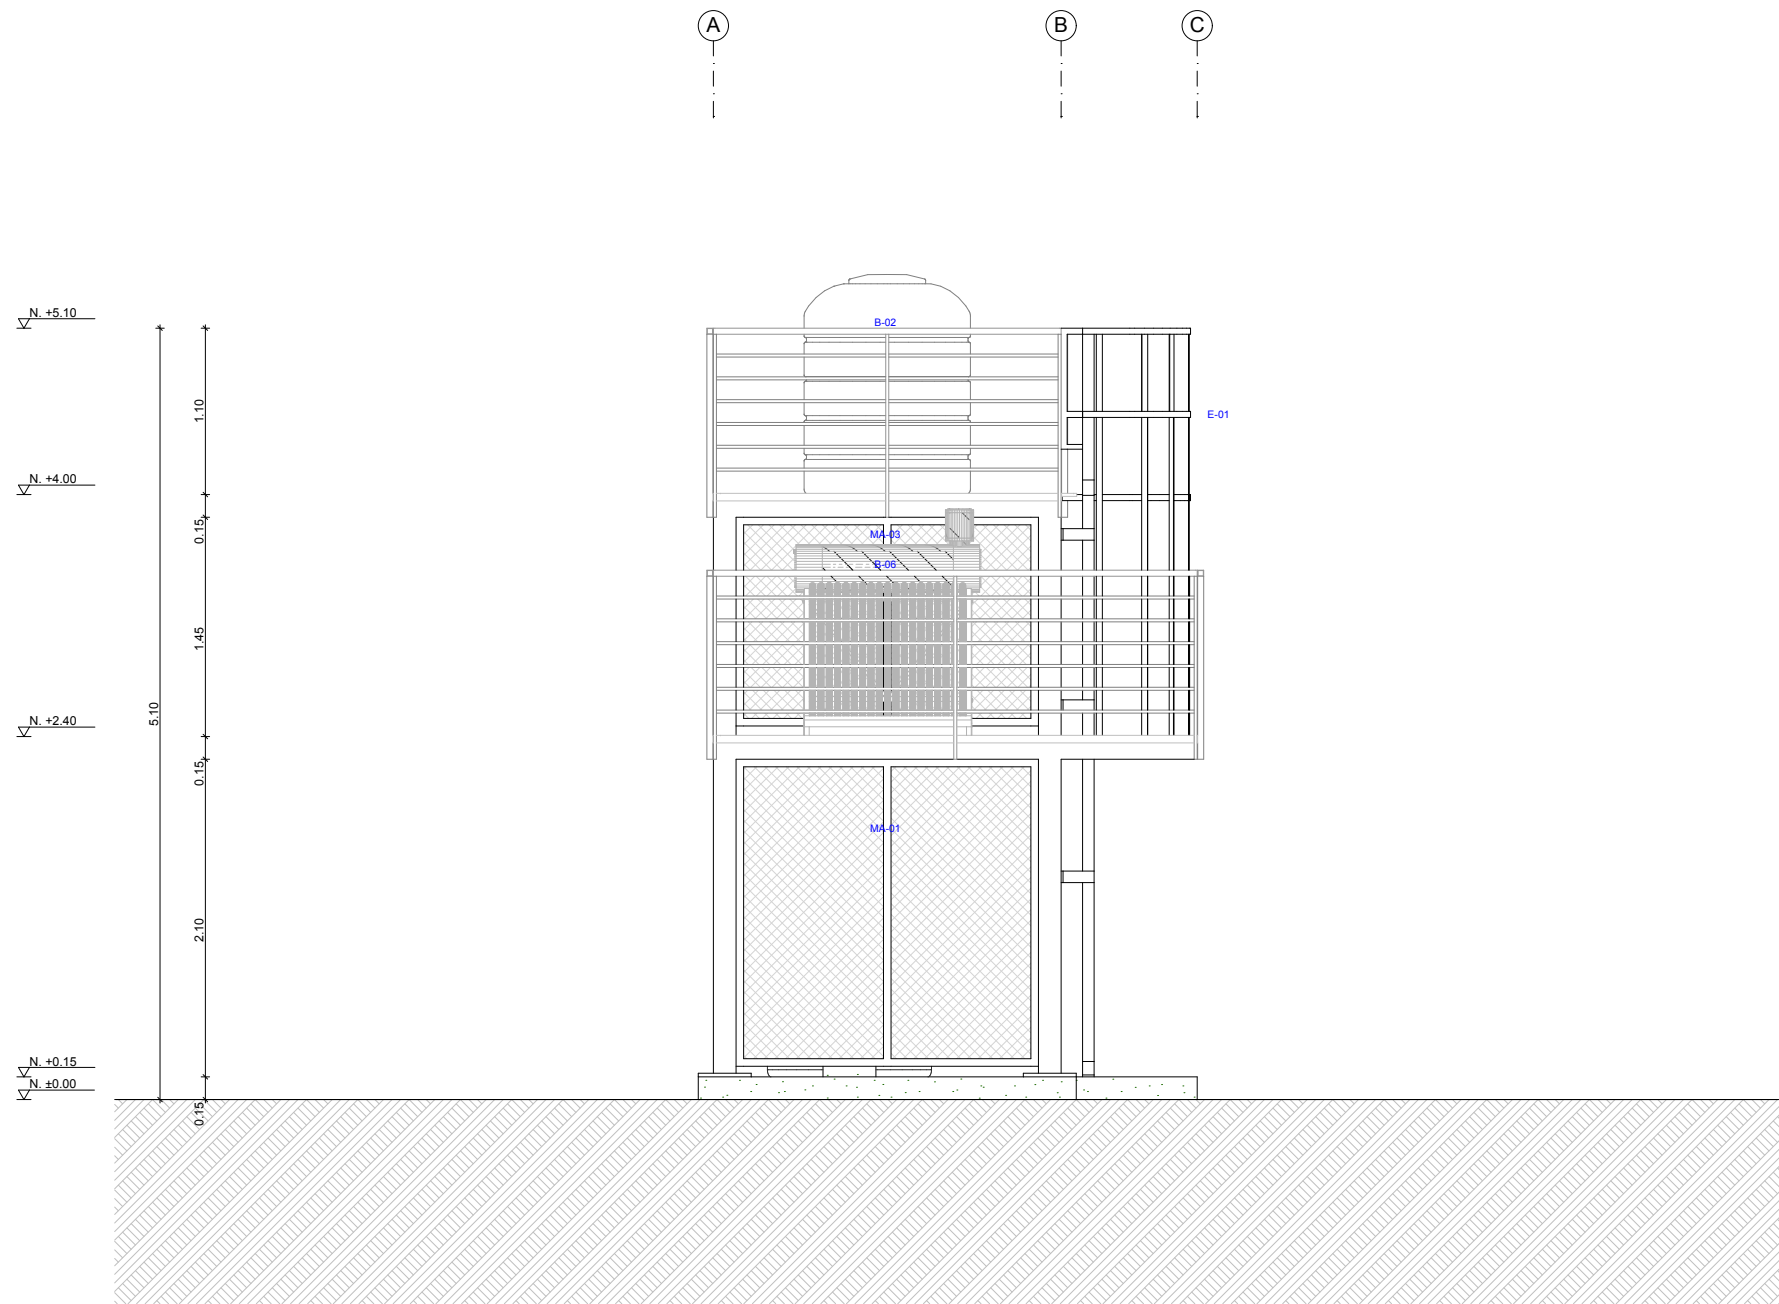 A
B
C
N. +5.10
B-02
1.10
E-01
N. +4.00
0.15
MA-03
B-06
1.45
5.10
N. +2.40
0.15
MA-01
2.10
N. +0.15
N. ±0.00
0.15